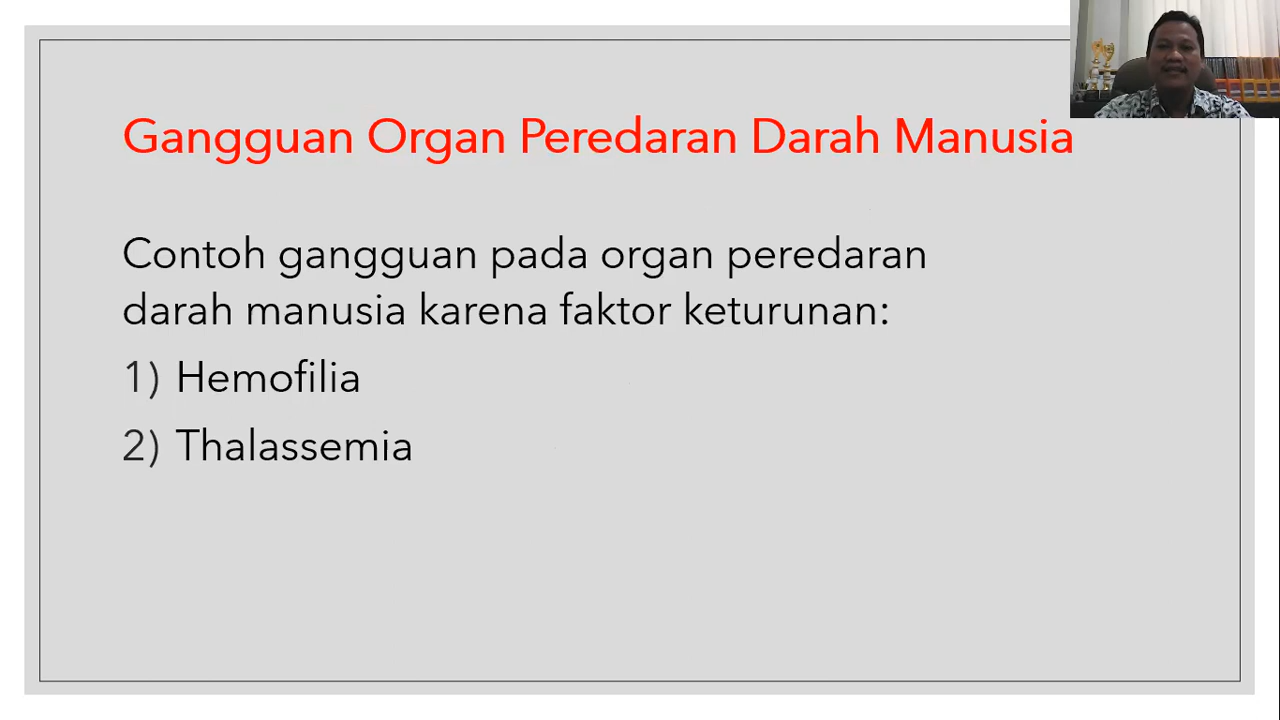 Gangguan Organ Peredaran Darah Manusia
Contoh gangguan pada organ peredaran
darah manusia karena faktor keturunan:
1) Hemofilia
2) Thalassemia